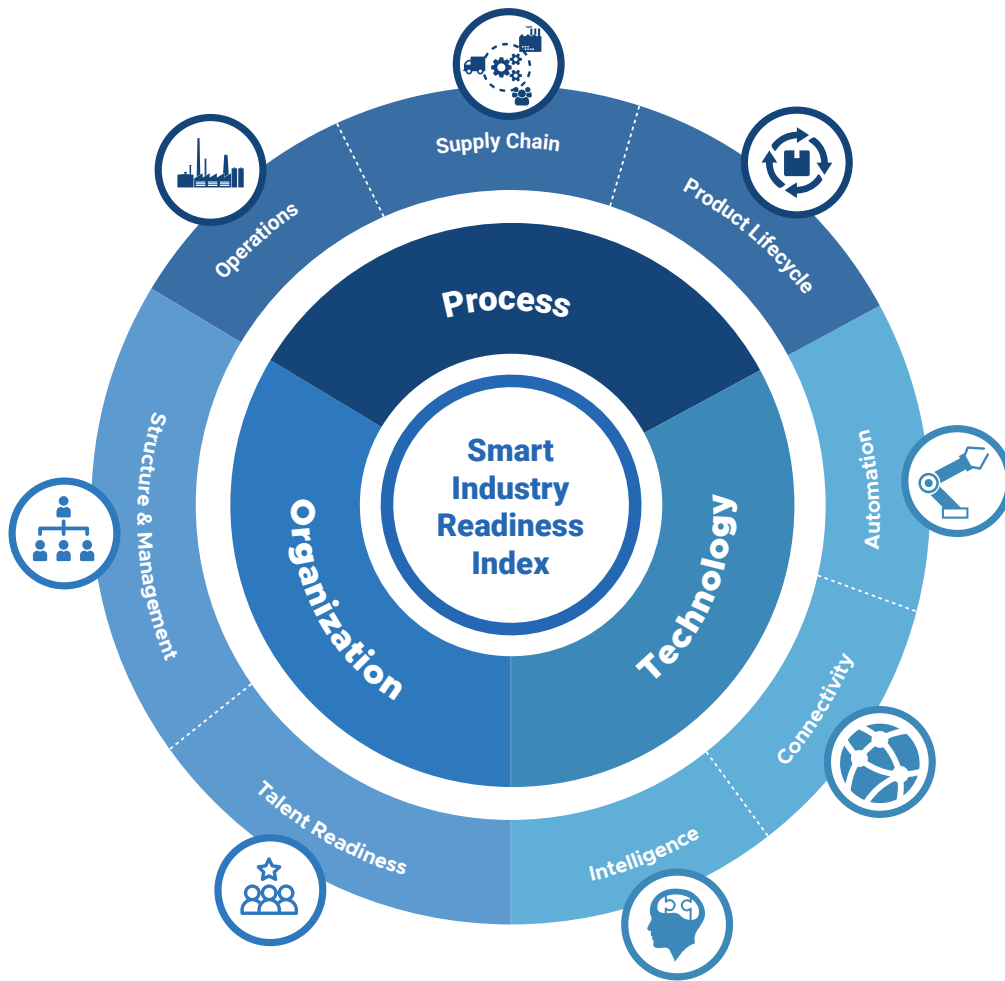 Smart
Industry
Readiness
Index
Process
Technology
Organization
Operations
Supply Chain
Product Lifecycle
Automation
Connectivity
Intelligence
Talent Readiness
Structure & Management